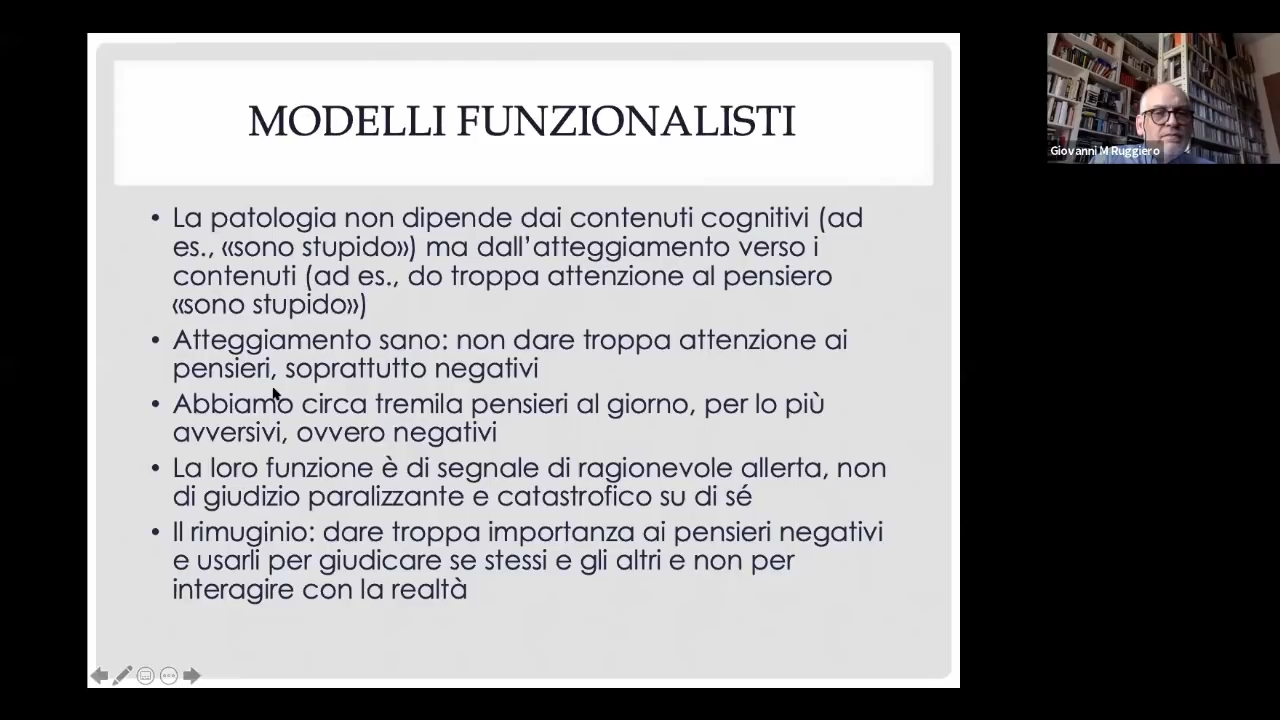 MODELLI FUNZIONALISTI
• La patologia non dipende dai contenuti cognitivi (ad
es., «sono stupido») ma dall’atteggiamento verso i
contenuti (ad es., do troppa attenzione al pensiero
«sono stupido»)
• Atteggiamento sano: non dare troppa attenzione ai
pensieri, soprattutto negativi
• Abbiamo circa tremila pensieri al giorno, per lo più
avversivi, ovvero negativi
• La loro funzione è di segnale di ragionevole allerta, non
di giudizio paralizzante e catastrofico su di sé
• Il rimuginio: dare troppa importanza ai pensieri negativi
e usarli per giudicare se stessi e gli altri e non per
interagire con la realtà
Giovanni M Ruggiero